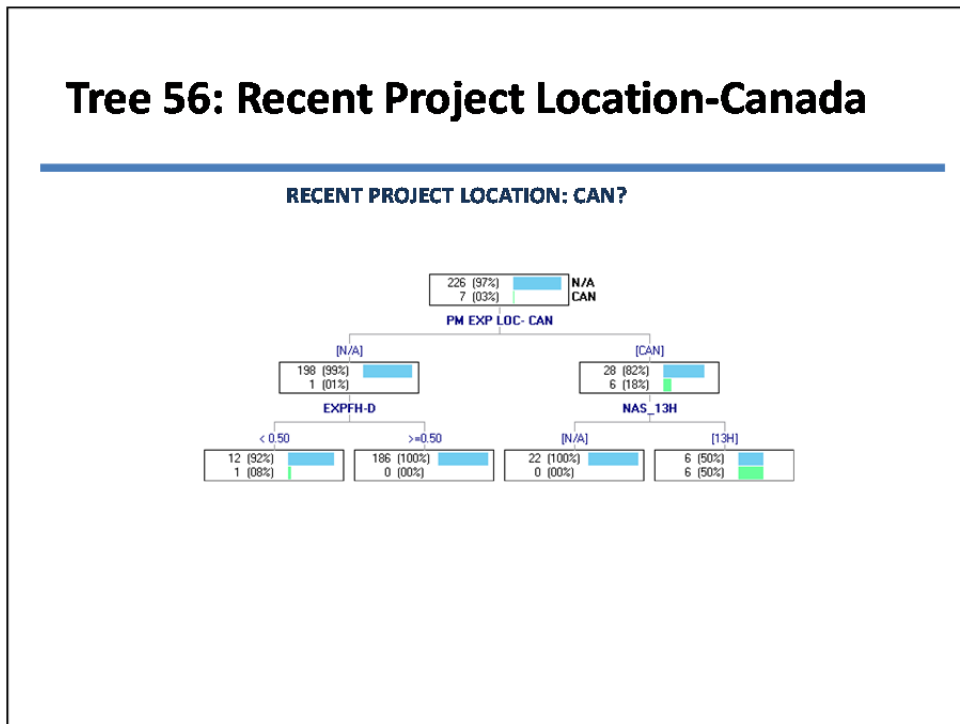 Tree 56: Recent Project Location-Canada
RECENT PROJECT LOCATION: CAN?
226 (97%) N/A
7 (03%) CAN
PM EXP LOC- CAN
[N/A] [CAN]
198 (99%) 28 (82%)
1 (01%) 6 (18%)
EXPFH-D NAS_13H
< 0.50 >=0.50 [N/A] [13H]
12 (92%) 186 (100%) 22 (100%) 6 (50%)
1 (08%) 0 (00%) 0 (00%) 6 (50%)